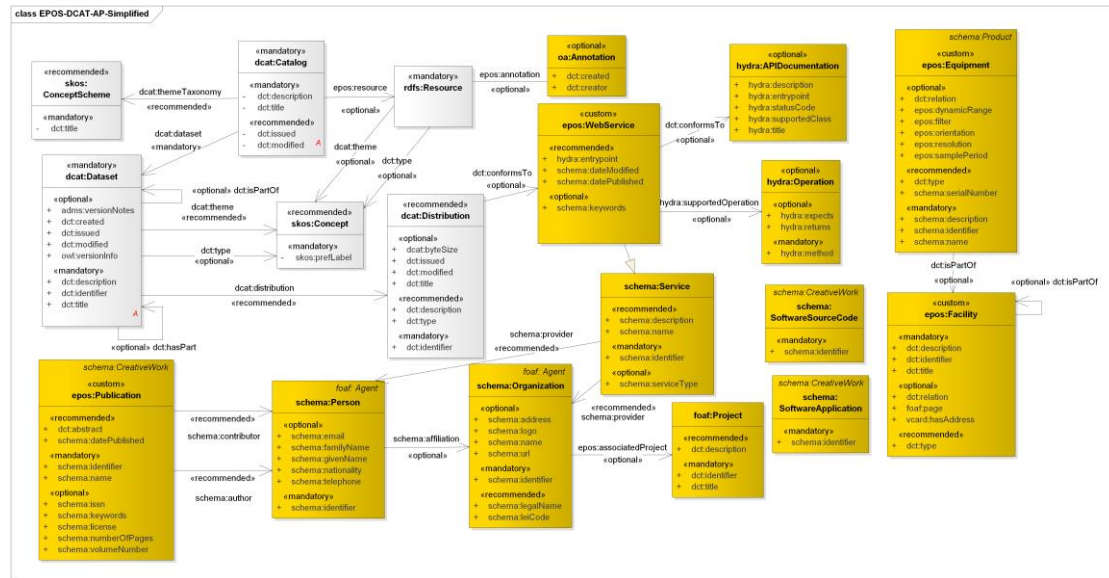 class EPOS-DCAT-AP-Simplified
«recommended»
skos:
ConceptScheme
«mandatory»
- dct:title
dcat:themeTaxonomy
«recommended»
«mandatory»
dcat:Catalog
«mandatory»
- dct:description
- dct:title
«recommended»
- dct:issued
- dct:modified
A
epos:resource
«optional»
«mandatory»
rdfs:Resource
epos:annotation
«optional»
«optional»
oa:Annotation
+ dct:created
+ dct:creator
dcat:dataset
«mandatory»
dcat:theme
«optional»
dct:type
«optional»
«mandatory»
dcat:Dataset
«optional»
+ adms:versionNotes
+ dct:created
+ dct:issued
+ dct:modified
+ owl:versionInfo
«mandatory»
+ dct:description
+ dct:identifier
+ dct:title
A
«optional» dct:isPartOf
dcat:theme
«recommended»
dct:type
«optional»
dcat:distribution
«recommended»
«optional» dct:hasPart
«recommended»
skos:Concept
«mandatory»
- skos:prefLabel
«recommended»
dcat:Distribution
«optional»
+ dcat:byteSize
+ dct:issued
+ dct:modified
+ dct:title
«recommended»
+ dct:description
+ dct:type
«mandatory»
+ dct:identifier
dct:conformsTo
«optional»
«custom»
epos:WebService
«recommended»
+ hydra:entrypoint
+ schema:dateModified
+ schema:datePublished
«optional»
+ schema:keywords
dct:conformsTo
«optional»
«optional»
hydra:APIDocumentation
+ hydra:description
+ hydra:entrypoint
+ hydra:statusCode
+ hydra:supportedClass
+ hydra:title
hydra:supportedOperation
«optional»
«optional»
hydra:Operation
«optional»
+ hydra:expects
+ hydra:returns
«mandatory»
+ hydra:method
schema:Product
«custom»
epos:Equipment
«optional»
+ dct:relation
+ epos:dynamicRange
+ epos:filter
+ epos:orientation
+ epos:resolution
+ epos:samplePeriod
«recommended»
+ dct:type
+ schema:serialNumber
«mandatory»
+ schema:description
+ schema:identifier
+ schema:name
dct:isPartOf
«optional»
«optional» dct:isPartOf
«custom»
epos:Facility
«mandatory»
+ dct:description
+ dct:identifier
+ dct:title
«optional»
+ dct:relation
+ foaf:page
+ vcard:hasAddress
«recommended»
+ dct:type
schema:Service
«recommended»
+ schema:description
+ schema:name
«mandatory»
+ schema:identifier
«optional»
+ schema:serviceType
schema:CreativeWork
schema:
SoftwareSourceCode
«mandatory»
+ schema:identifier
schema:CreativeWork
schema:
SoftwareApplication
«mandatory»
+ schema:identifier
schema:provider
«recommended»
«recommended»
schema:provider
schema:CreativeWork
«custom»
epos:Publication
«recommended»
+ dct:abstract
+ schema:datePublished
«mandatory»
+ schema:identifier
+ schema:name
«optional»
+ schema:issn
+ schema:keywords
+ schema:license
+ schema:numberOfPages
+ schema:volumeNumber
«recommended»
schema:contributor
«recommended»
schema:author
foaf: Agent
schema:Person
«optional»
+ schema:email
+ schema:familyName
+ schema:givenName
+ schema:nationality
+ schema:telephone
«mandatory»
+ schema:identifier
schema:affiliation
«optional»
foaf: Agent
schema:Organization
«optional»
+ schema:address
+ schema:logo
+ schema:name
+ schema:url
«mandatory»
+ schema:identifier
«recommended»
+ schema:legalName
+ schema:leiCode
epos:associatedProject
«optional»
foaf:Project
«recommended»
+ dct:description
«mandatory»
+ dct:identifier
+ dct:title